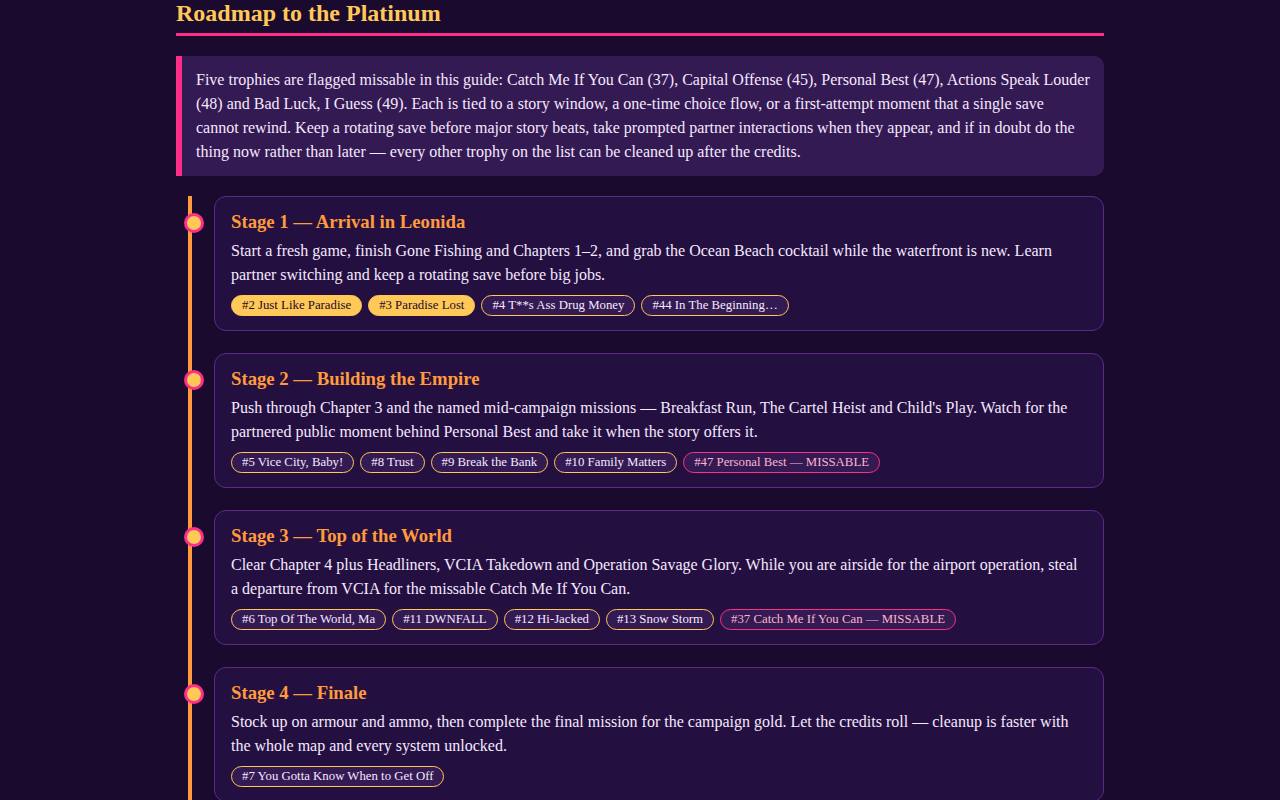 Roadmap to the Platinum
Five trophies are flagged missable in this guide: Catch Me If You Can (37), Capital Offense (45), Personal Best (47), Actions Speak Louder
(48) and Bad Luck, I Guess (49). Each is tied to a story window, a one-time choice flow, or a first-attempt moment that a single save
cannot rewind. Keep a rotating save before major story beats, take prompted partner interactions when they appear, and if in doubt do the
thing now rather than later — every other trophy on the list can be cleaned up after the credits.
Stage 1 — Arrival in Leonida
Start a fresh game, finish Gone Fishing and Chapters 1–2, and grab the Ocean Beach cocktail while the waterfront is new. Learn
partner switching and keep a rotating save before big jobs.
#2 Just Like Paradise #3 Paradise Lost #4 T**s Ass Drug Money #44 In The Beginning…
Stage 2 — Building the Empire
Push through Chapter 3 and the named mid-campaign missions — Breakfast Run, The Cartel Heist and Child's Play. Watch for the
partnered public moment behind Personal Best and take it when the story offers it.
#5 Vice City, Baby! #8 Trust #9 Break the Bank #10 Family Matters #47 Personal Best — MISSABLE
Stage 3 — Top of the World
Clear Chapter 4 plus Headliners, VCIA Takedown and Operation Savage Glory. While you are airside for the airport operation, steal
a departure from VCIA for the missable Catch Me If You Can.
#6 Top Of The World, Ma #11 DWNFALL #12 Hi-Jacked #13 Snow Storm #37 Catch Me If You Can — MISSABLE
Stage 4 — Finale
Stock up on armour and ammo, then complete the final mission for the campaign gold. Let the credits roll — cleanup is faster with
the whole map and every system unlocked.
#7 You Gotta Know When to Get Off